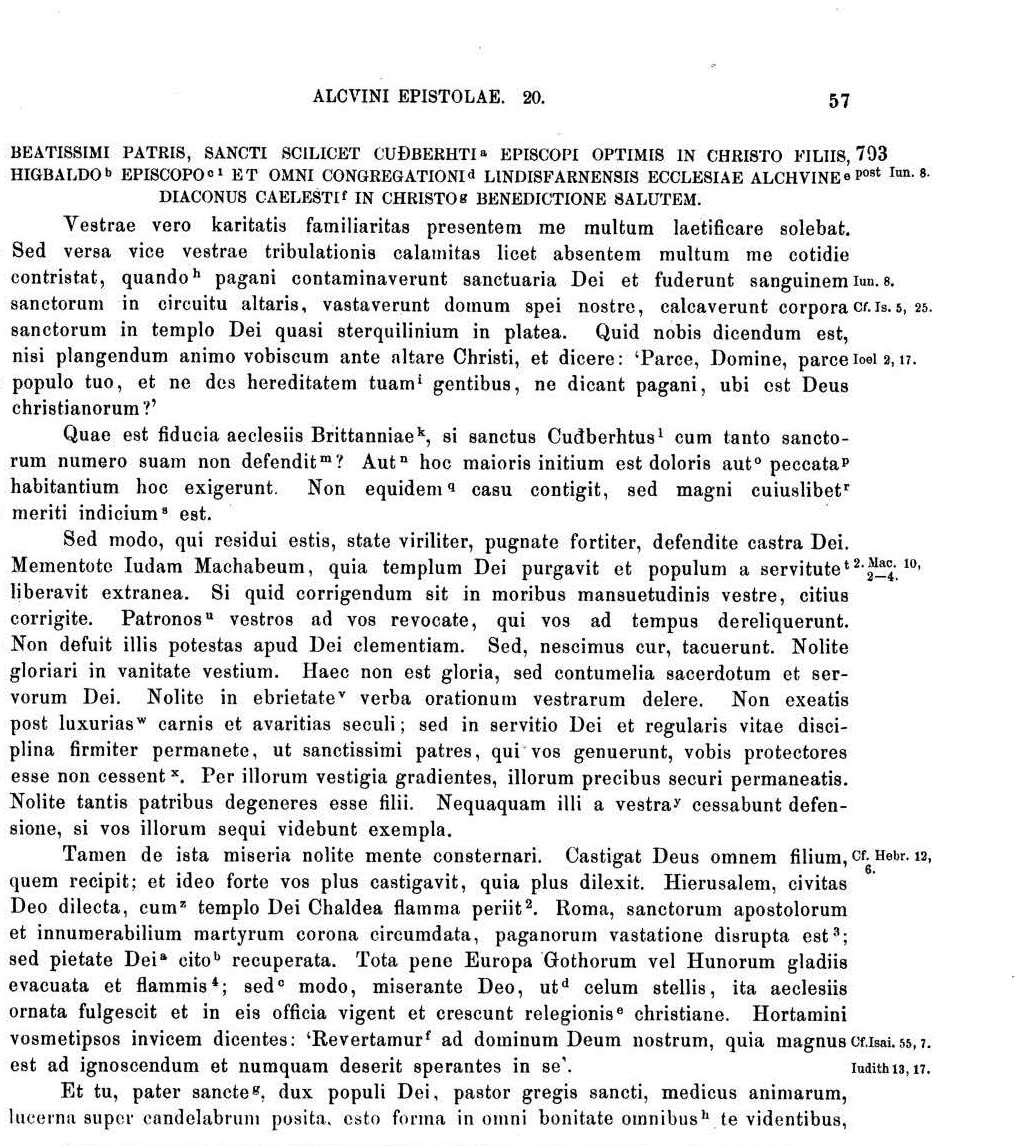 ALCVINI EPISTOLAE. 20. 57
BEATISSIMI PATRIS, SANCTI SCILICET CUÐBERHTI ᵃ EPISCOPI OPTIMIS IN CHRISTO FILIIS, 793
HIGBALDO ᵇ EPISCOPO ᶜ ¹ ET OMNI CONGREGATIONI ᵈ LINDISFARNENSIS ECCLESIAE ALCHVINE ᵉ post Iun. 8.
DIACONUS CAELESTI ᶠ IN CHRISTO ᵍ BENEDICTIONE SALUTEM.
Vestrae vero karitatis familiaritas presentem me multum laetificare solebat.
Sed versa vice vestrae tribulationis calamitas licet absentem multum me cotidie
contristat, quando ʰ pagani contaminaverunt sanctuaria Dei et fuderunt sanguinem Iun. 8.
sanctorum in circuitu altaris, vastaverunt domum spei nostre, calcaverunt corpora Cf. Is. 5, 25.
sanctorum in templo Dei quasi sterquilinium in platea. Quid nobis dicendum est,
nisi plangendum animo vobiscum ante altare Christi, et dicere: ‘Parce, Domine, parce Ioel 2, 17.
populo tuo, et ne des hereditatem tuam ⁱ gentibus, ne dicant pagani, ubi est Deus
christianorum?’
Quae est fiducia aeclesiis Brittanniae ᵏ, si sanctus Cuđberhtus ˡ cum tanto sancto-
rum numero suam non defendit ᵐ? Aut ⁿ hoc maioris initium est doloris aut ᵒ peccata ᵖ
habitantium hoc exigerunt. Non equidem q casu contigit, sed magni cuiuslibet ʳ
meriti indicium ˢ est.
Sed modo, qui residui estis, state viriliter, pugnate fortiter, defendite castra Dei.
Mementote Iudam Machabeum, quia templum Dei purgavit et populum a servitute ᵗ 2. Mac. 10, 2—4.
liberavit extranea. Si quid corrigendum sit in moribus mansuetudinis vestre, citius
corrigite. Patronos ᵘ vestros ad vos revocate, qui vos ad tempus dereliquerunt.
Non defuit illis potestas apud Dei clementiam. Sed, nescimus cur, tacuerunt. Nolite
gloriari in vanitate vestium. Haec non est gloria, sed contumelia sacerdotum et ser-
vorum Dei. Nolite in ebrietate ᵛ verba orationum vestrarum delere. Non exeatis
post luxurias ʷ carnis et avaritias seculi; sed in servitio Dei et regularis vitae disci-
plina firmiter permanete, ut sanctissimi patres, qui vos genuerunt, vobis protectores
esse non cessent ˣ. Per illorum vestigia gradientes, illorum precibus securi permaneatis.
Nolite tantis patribus degeneres esse filii. Nequaquam illi a vestra ʸ cessabunt defen-
sione, si vos illorum sequi videbunt exempla.
Tamen de ista miseria nolite mente consternari. Castigat Deus omnem filium, Cf. Hebr. 12, 6.
quem recipit; et ideo forte vos plus castigavit, quia plus dilexit. Hierusalem, civitas
Deo dilecta, cum ᶻ templo Dei Chaldea flamma periit ². Roma, sanctorum apostolorum
et innumerabilium martyrum corona circumdata, paganorum vastatione disrupta est ³;
sed pietate Dei ᵃ cito ᵇ recuperata. Tota pene Europa Gothorum vel Hunorum gladiis
evacuata et flammis ⁴; sed ᶜ modo, miserante Deo, ut ᵈ celum stellis, ita aeclesiis
ornata fulgescit et in eis officia vigent et crescunt relegionis ᵉ christiane. Hortamini
vosmetipsos invicem dicentes: ‘Revertamur ᶠ ad dominum Deum nostrum, quia magnus Cf. Isai. 55, 7.
est ad ignoscendum et numquam deserit sperantes in se’. Iudith 13, 17.
Et tu, pater sancte ᵍ, dux populi Dei, pastor gregis sancti, medicus animarum,
lucerna super candelabrum posita, esto forma in omni bonitate omnibus ʰ te videntibus,